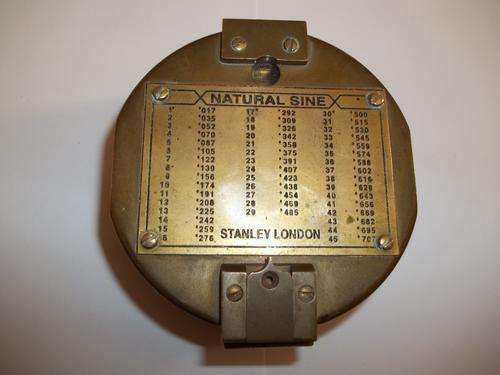 NATURAL SINE
1° '017 17° '292 30° '500
2 '035 18 '309 31 '515
3 '052 19 '326 32 '530
4 '070 20 '342 33 '545
5 '087 21 '358 34 '559
6 '105 22 '375 35 '574
7 '122 23 '391 36 '588
8 '139 24 '407 37 '602
9 '156 25 '423 38
10 '174 26 '438 39
11 '191 27 '454 40 '643
12 '208 28 '469 41 '656
13 '225 29 '485 42 '669
14 '242 43 '682
15 '259 44 '695
16 '276 STANLEY LONDON 45 '707